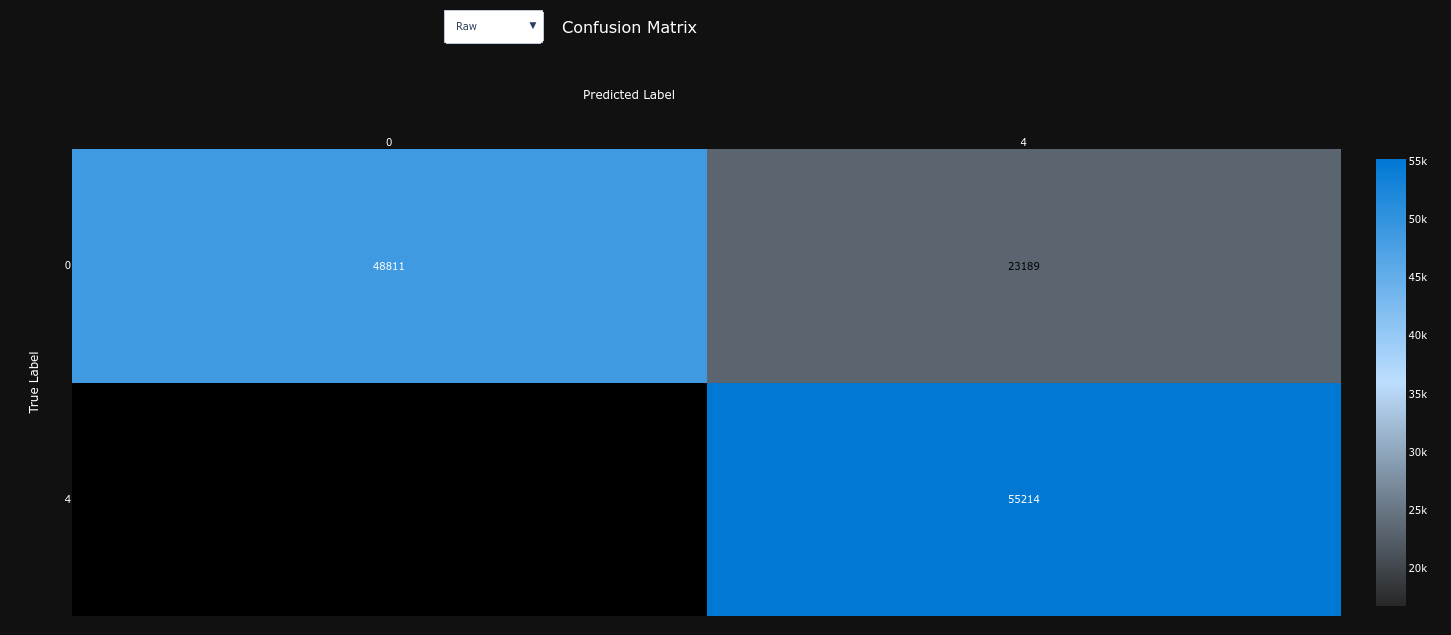 Raw ▼ Confusion Matrix
Predicted Label
0 4
0 48811 23189
True Label
4 55214
55k
50k
45k
40k
35k
30k
25k
20k